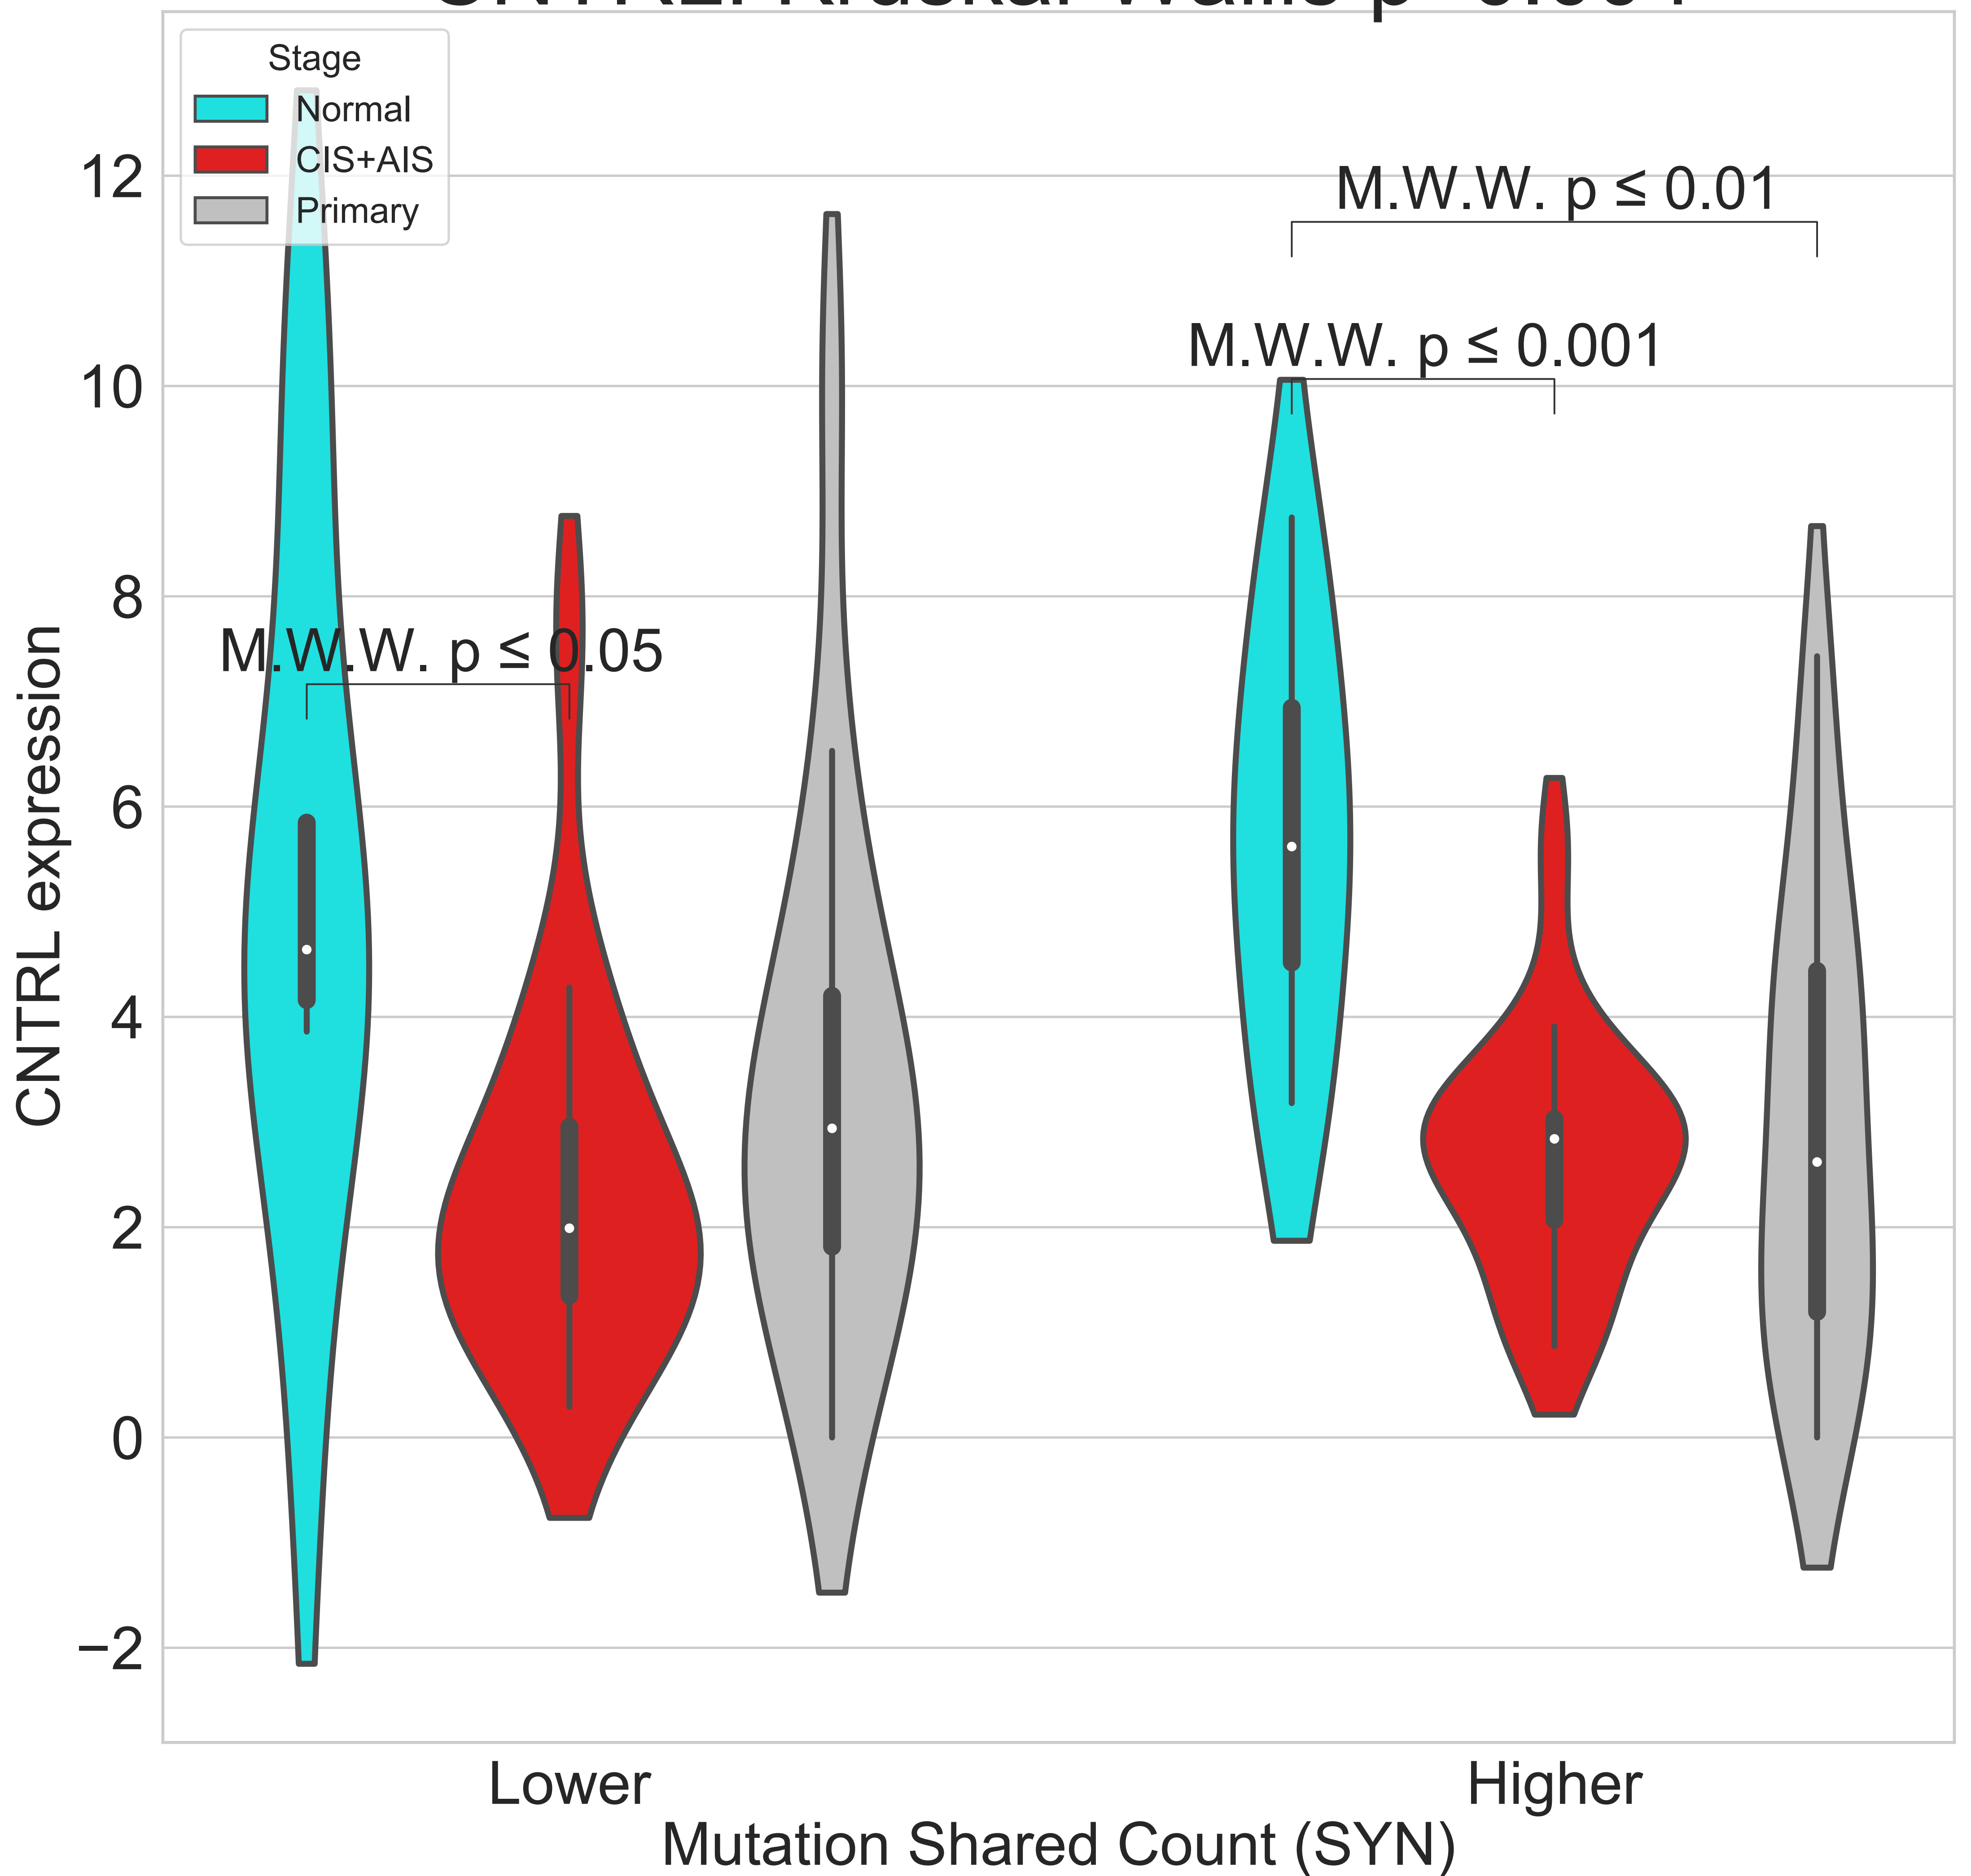 Stage
Normal
CIS+AIS
Primary
M.W.W. p ≤ 0.01
M.W.W. p ≤ 0.001
M.W.W. p ≤ 0.05
12
10
8
6
4
2
0
−2
CNTRL expression
Lower
Higher
Mutation Shared Count (SYN)